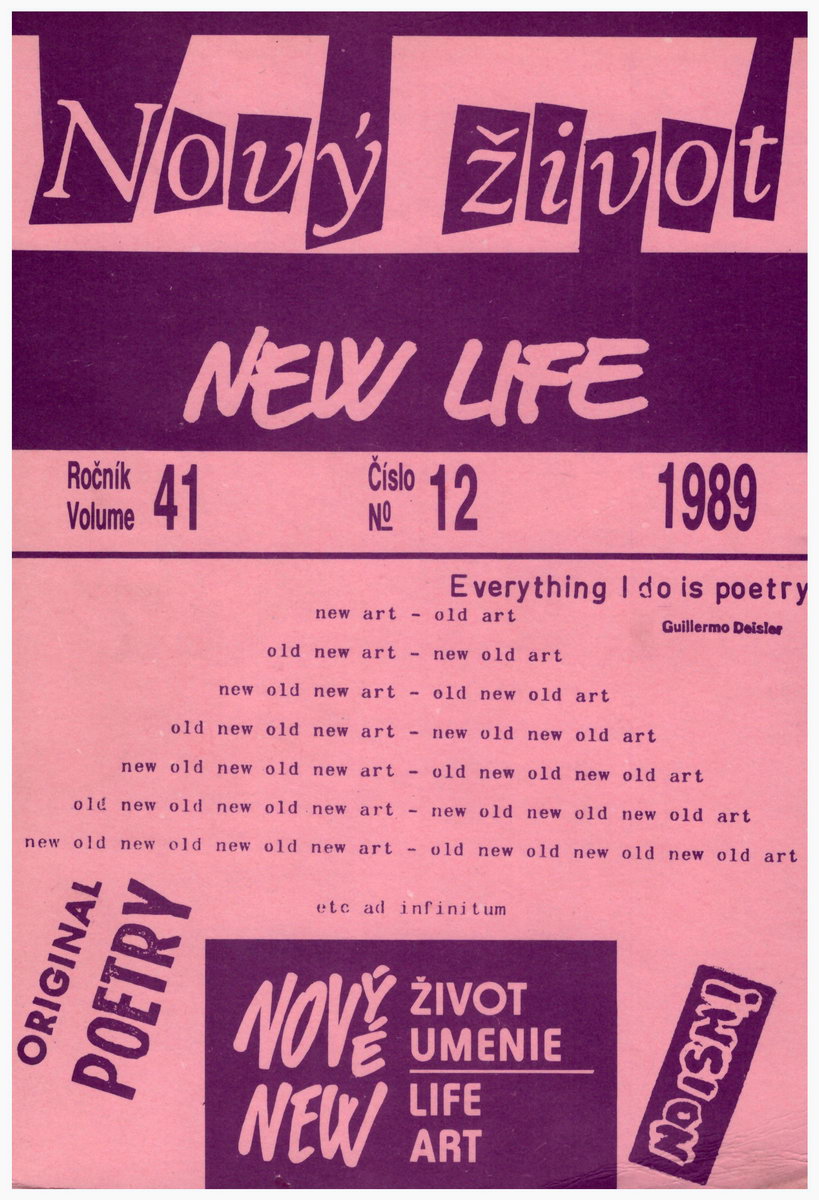 Nový život
NEW LIFE
Ročník
Volume 41
Číslo
Nº 12
1989
Everything I do is poetry
Guillermo Deisler
new art – old art
old new art – new old art
new old new art – old new old art
old new old new art – new old new old art
new old new old new art – old new old new old art
old new old new old new art – new old new old new old art
new old new old new old new art – old new old new old new old art
etc ad infinitum
ORIGINAL
POETRY
NOVÝ ŽIVOT
NOVÉ UMENIE
NEW LIFE
ART
NO ISM!